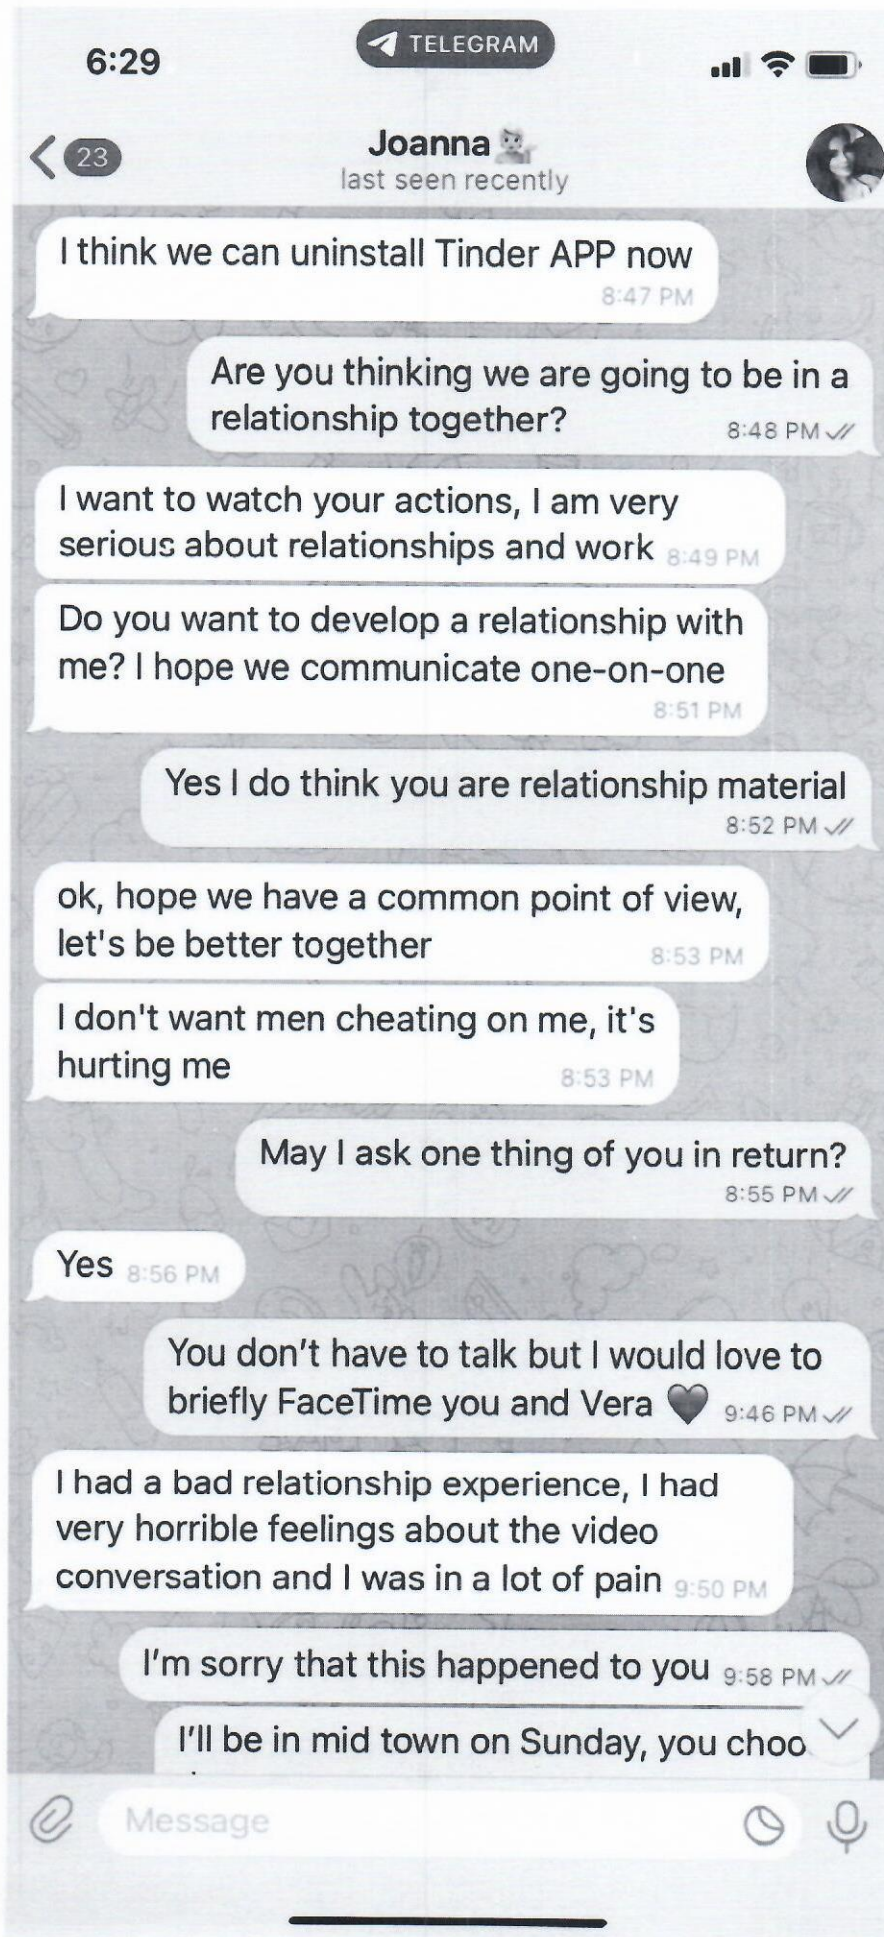 6:29
TELEGRAM
23
Joanna
last seen recently
I think we can uninstall Tinder APP now
8:47 PM
Are you thinking we are going to be in a
relationship together?
8:48 PM
I want to watch your actions, I am very
serious about relationships and work 8:49 PM
Do you want to develop a relationship with
me? I hope we communicate one-on-one
8:51 PM
Yes I do think you are relationship material
8:52 PM
ok, hope we have a common point of view,
let's be better together 8:53 PM
I don't want men cheating on me, it's
hurting me 8:53 PM
May I ask one thing of you in return?
8:55 PM
Yes 8:56 PM
You don’t have to talk but I would love to
briefly FaceTime you and Vera 🖤 9:46 PM
I had a bad relationship experience, I had
very horrible feelings about the video
conversation and I was in a lot of pain 9:50 PM
I’m sorry that this happened to you 9:58 PM
I’ll be in mid town on Sunday, you choo
Message